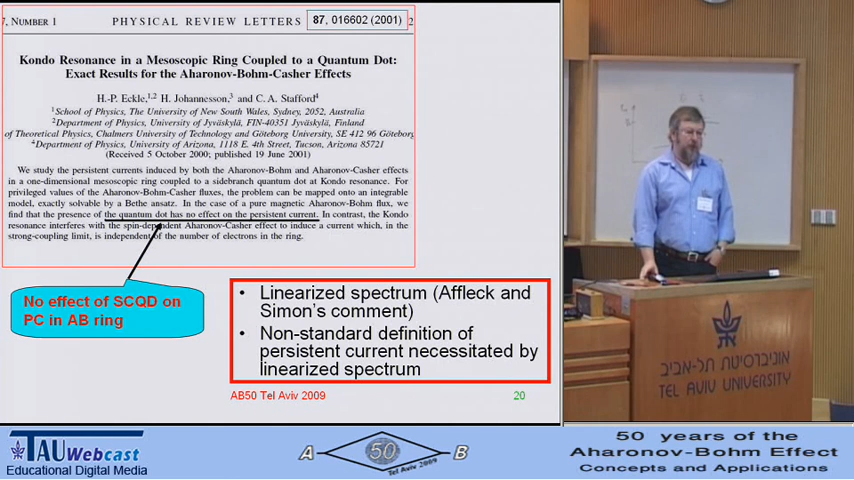 7, NUMBER 1
PHYSICAL REVIEW LETTERS
87, 016602 (2001)
2
Kondo Resonance in a Mesoscopic Ring Coupled to a Quantum Dot:
Exact Results for the Aharonov-Bohm-Casher Effects
H.-P. Eckle,1,2 H. Johannesson,3 and C. A. Stafford4
1School of Physics, The University of New South Wales, Sydney, 2052, Australia
2Department of Physics, University of Jyväskylä, FIN-40351 Jyväskylä, Finland
of Theoretical Physics, Chalmers University of Technology and Göteborg University, SE 412 96 Göteborg
4Department of Physics, University of Arizona, 1118 E. 4th Street, Tucson, Arizona 85721
(Received 5 October 2000; published 19 June 2001)
We study the persistent currents induced by both the Aharonov-Bohm and Aharonov-Casher effects
in a one-dimensional mesoscopic ring coupled to a sidebranch quantum dot at Kondo resonance. For
privileged values of the Aharonov-Bohm-Casher fluxes, the problem can be mapped onto an integrable
model, exactly solvable by a Bethe ansatz. In the case of a pure magnetic Aharonov-Bohm flux, we
find that the presence of the quantum dot has no effect on the persistent current. In contrast, the Kondo
resonance interferes with the spin-dependent Aharonov-Casher effect to induce a current which, in the
strong-coupling limit, is independent of the number of electrons in the ring.
No effect of SCQD on
PC in AB ring
• Linearized spectrum (Affleck and
Simon's comment)
• Non-standard definition of
persistent current necessitated by
linearized spectrum
AB50 Tel Aviv 2009
20
אוניברסיטת תל-אביב
TEL AVIV UNIVERSITY
TAU Webcast
Educational Digital Media
A 50 B
Tel Aviv 2009
50 years of the
Aharonov-Bohm Effect
Concepts and Applications